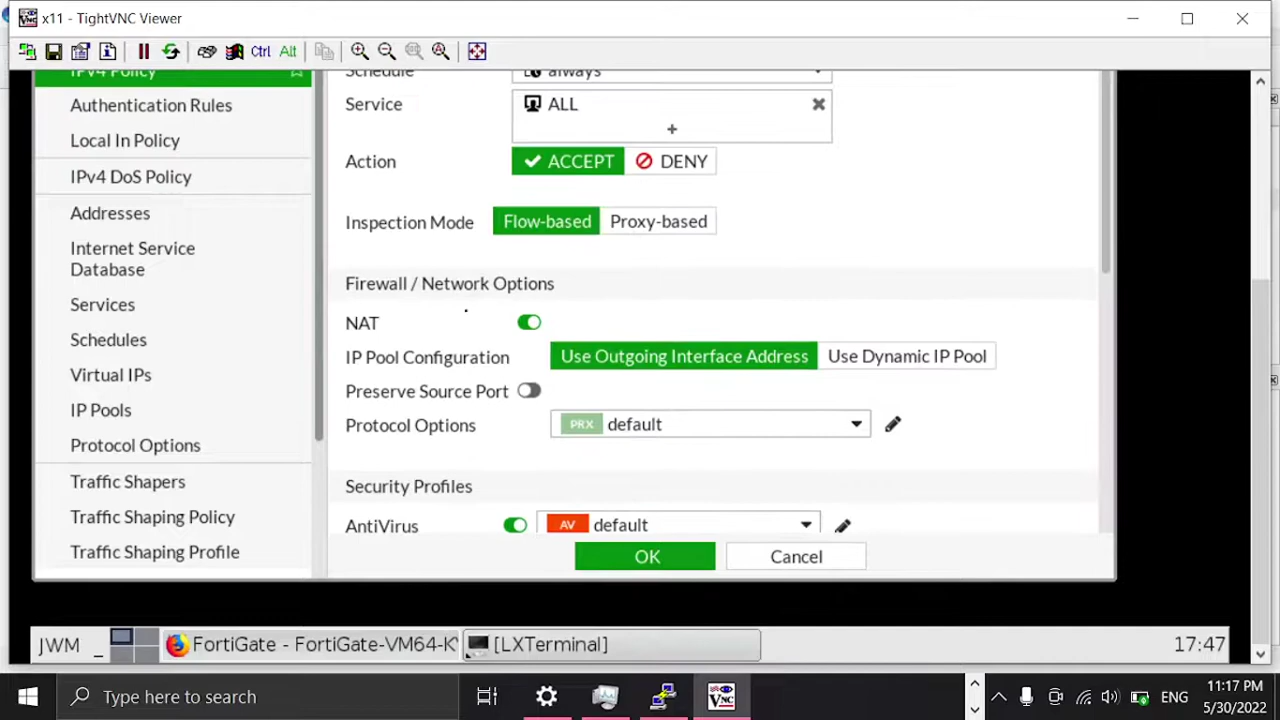 x11 - TightVNC Viewer
Ctrl Alt
IPv4 Policy
Authentication Rules
Local In Policy
IPv4 DoS Policy
Addresses
Internet Service
Database
Services
Schedules
Virtual IPs
IP Pools
Protocol Options
Traffic Shapers
Traffic Shaping Policy
Traffic Shaping Profile
Schedule always
Service ALL
+
Action ACCEPT DENY
Inspection Mode Flow-based Proxy-based
Firewall / Network Options
NAT
IP Pool Configuration Use Outgoing Interface Address Use Dynamic IP Pool
Preserve Source Port
Protocol Options PRX default
Security Profiles
AntiVirus AV default
OK Cancel
JWM FortiGate - FortiGate-VM64-K [LXTerminal] 17:47
Type here to search VNC ENG 11:17 PM
5/30/2022